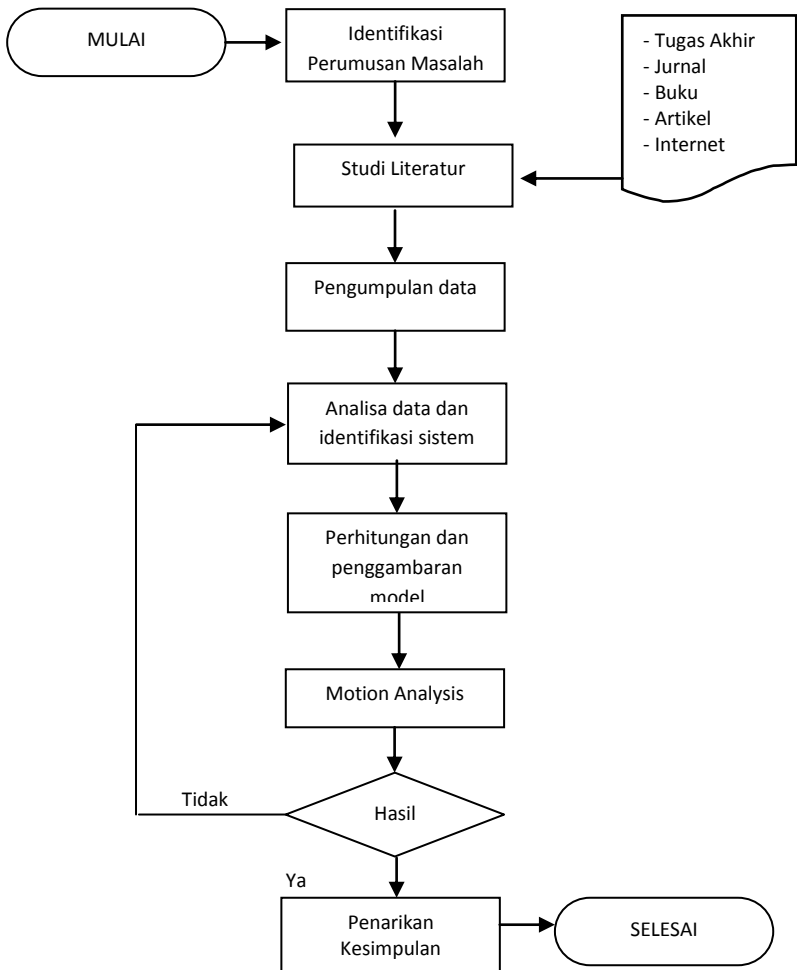 MULAI
Identifikasi
Perumusan Masalah
- Tugas Akhir
- Jurnal
- Buku
- Artikel
- Internet
Studi Literatur
Pengumpulan data
Analisa data dan
identifikasi sistem
Perhitungan dan
penggambaran
model
Motion Analysis
Tidak
Hasil
Ya
Penarikan
Kesimpulan
SELESAI